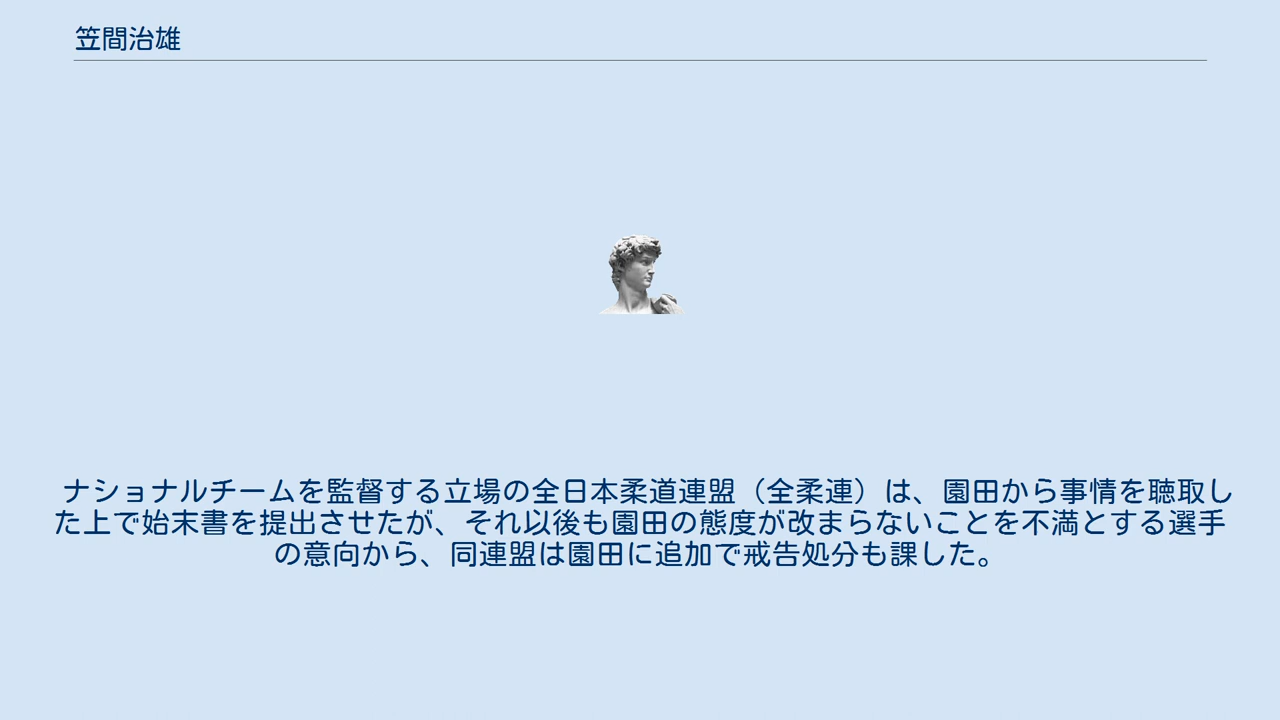 笠間治雄
ナショナルチームを監督する立場の全日本柔道連盟（全柔連）は、園田から事情を聴取し
た上で始末書を提出させたが、それ以後も園田の態度が改まらないことを不満とする選手
の意向から、同連盟は園田に追加で戒告処分も課した。